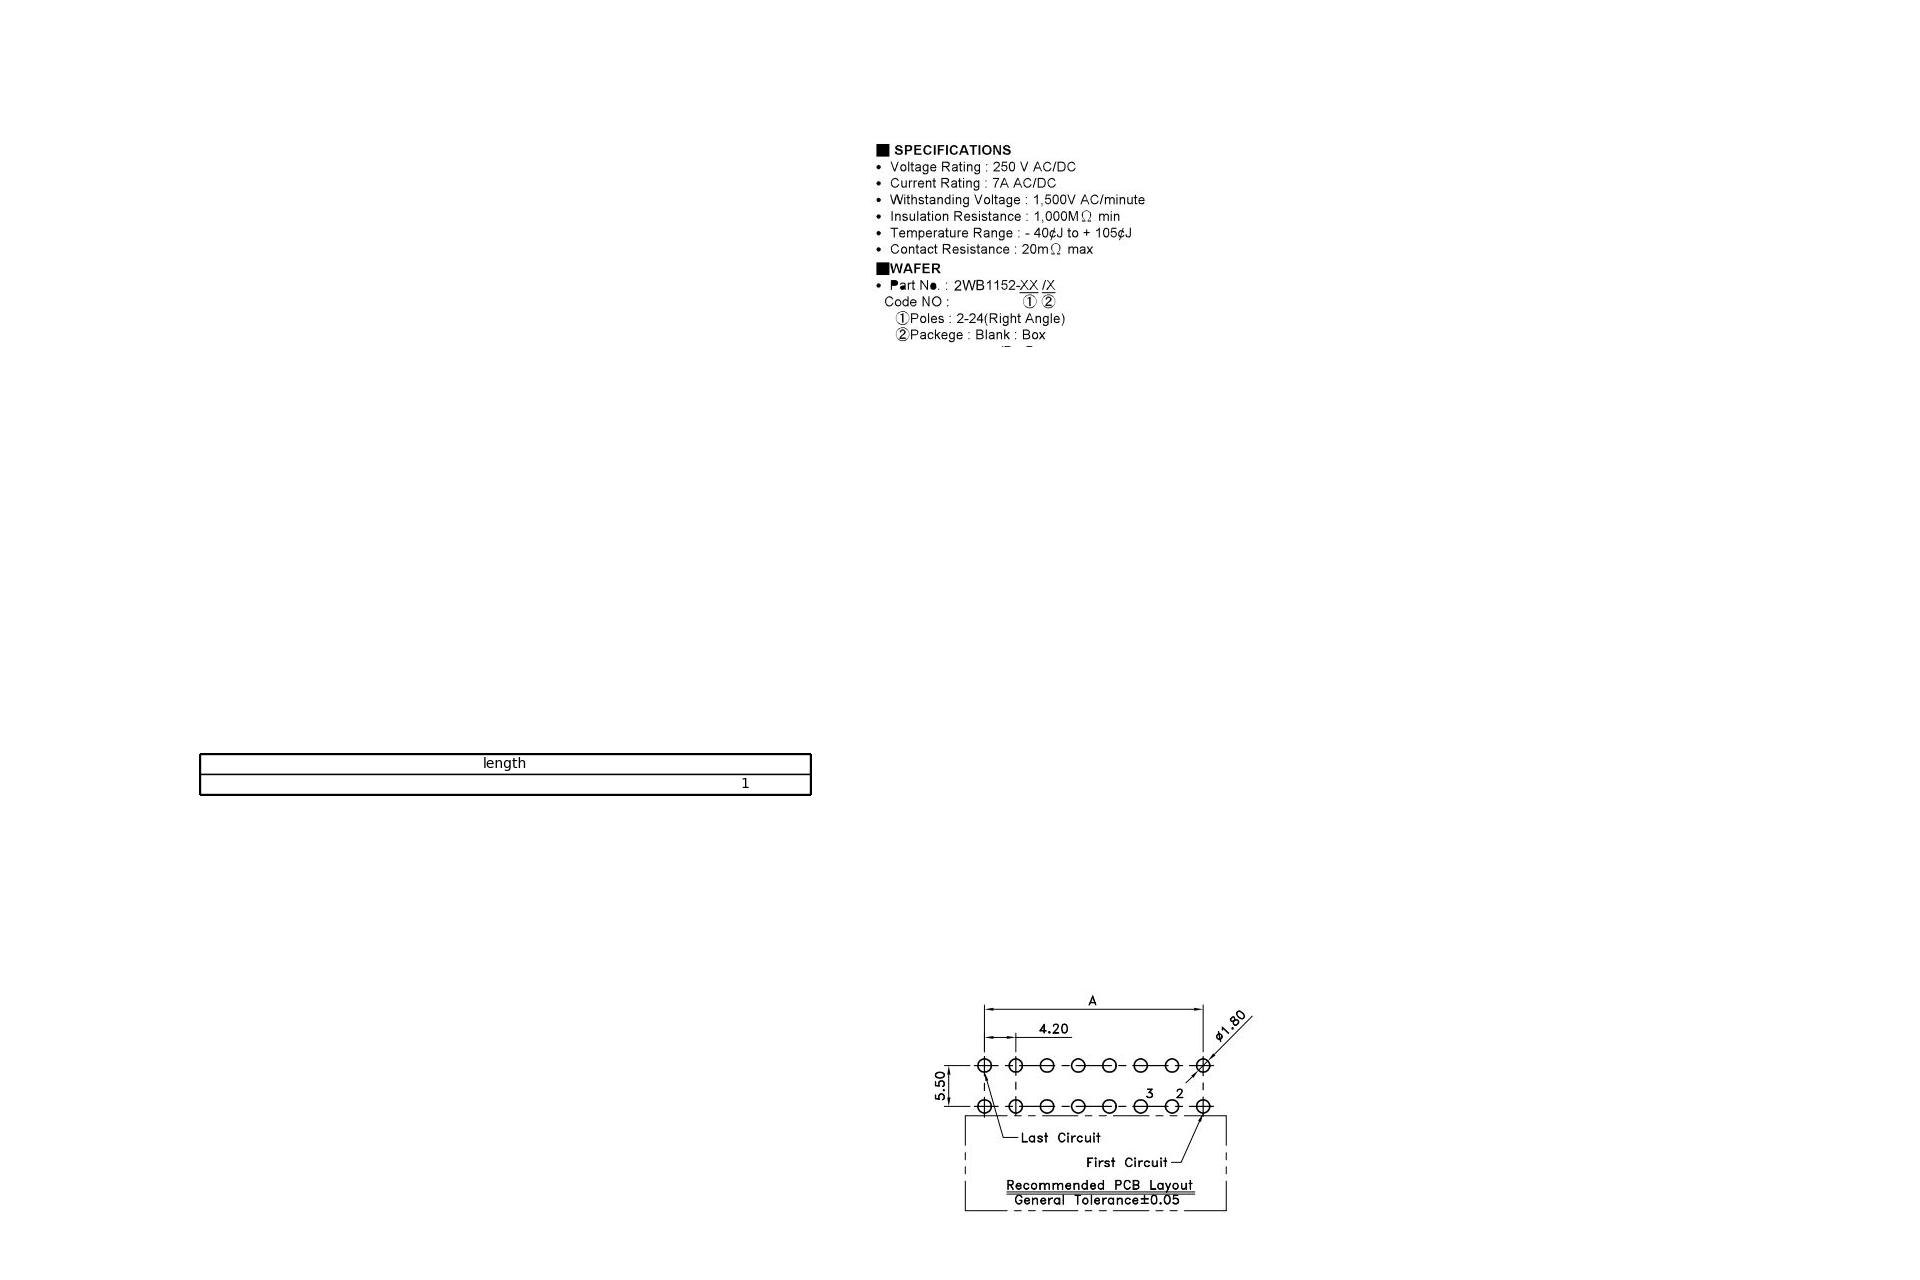 ■ SPECIFICATIONS
• Voltage Rating : 250 V AC/DC
• Current Rating : 7A AC/DC
• Withstanding Voltage : 1,500V AC/minute
• Insulation Resistance : 1,000MΩ min
• Temperature Range : - 40¢J to + 105¢J
• Contact Resistance : 20mΩ max
■WAFER
• Part No. : 2WB1152-XX /X
Code NO : ① ②
①Poles : 2-24(Right Angle)
②Packege : Blank : Box
length
1
A
4.20
ø1.80
5.50
3 2
Last Circuit
First Circuit
Recommended PCB Layout
General Tolerance±0.05